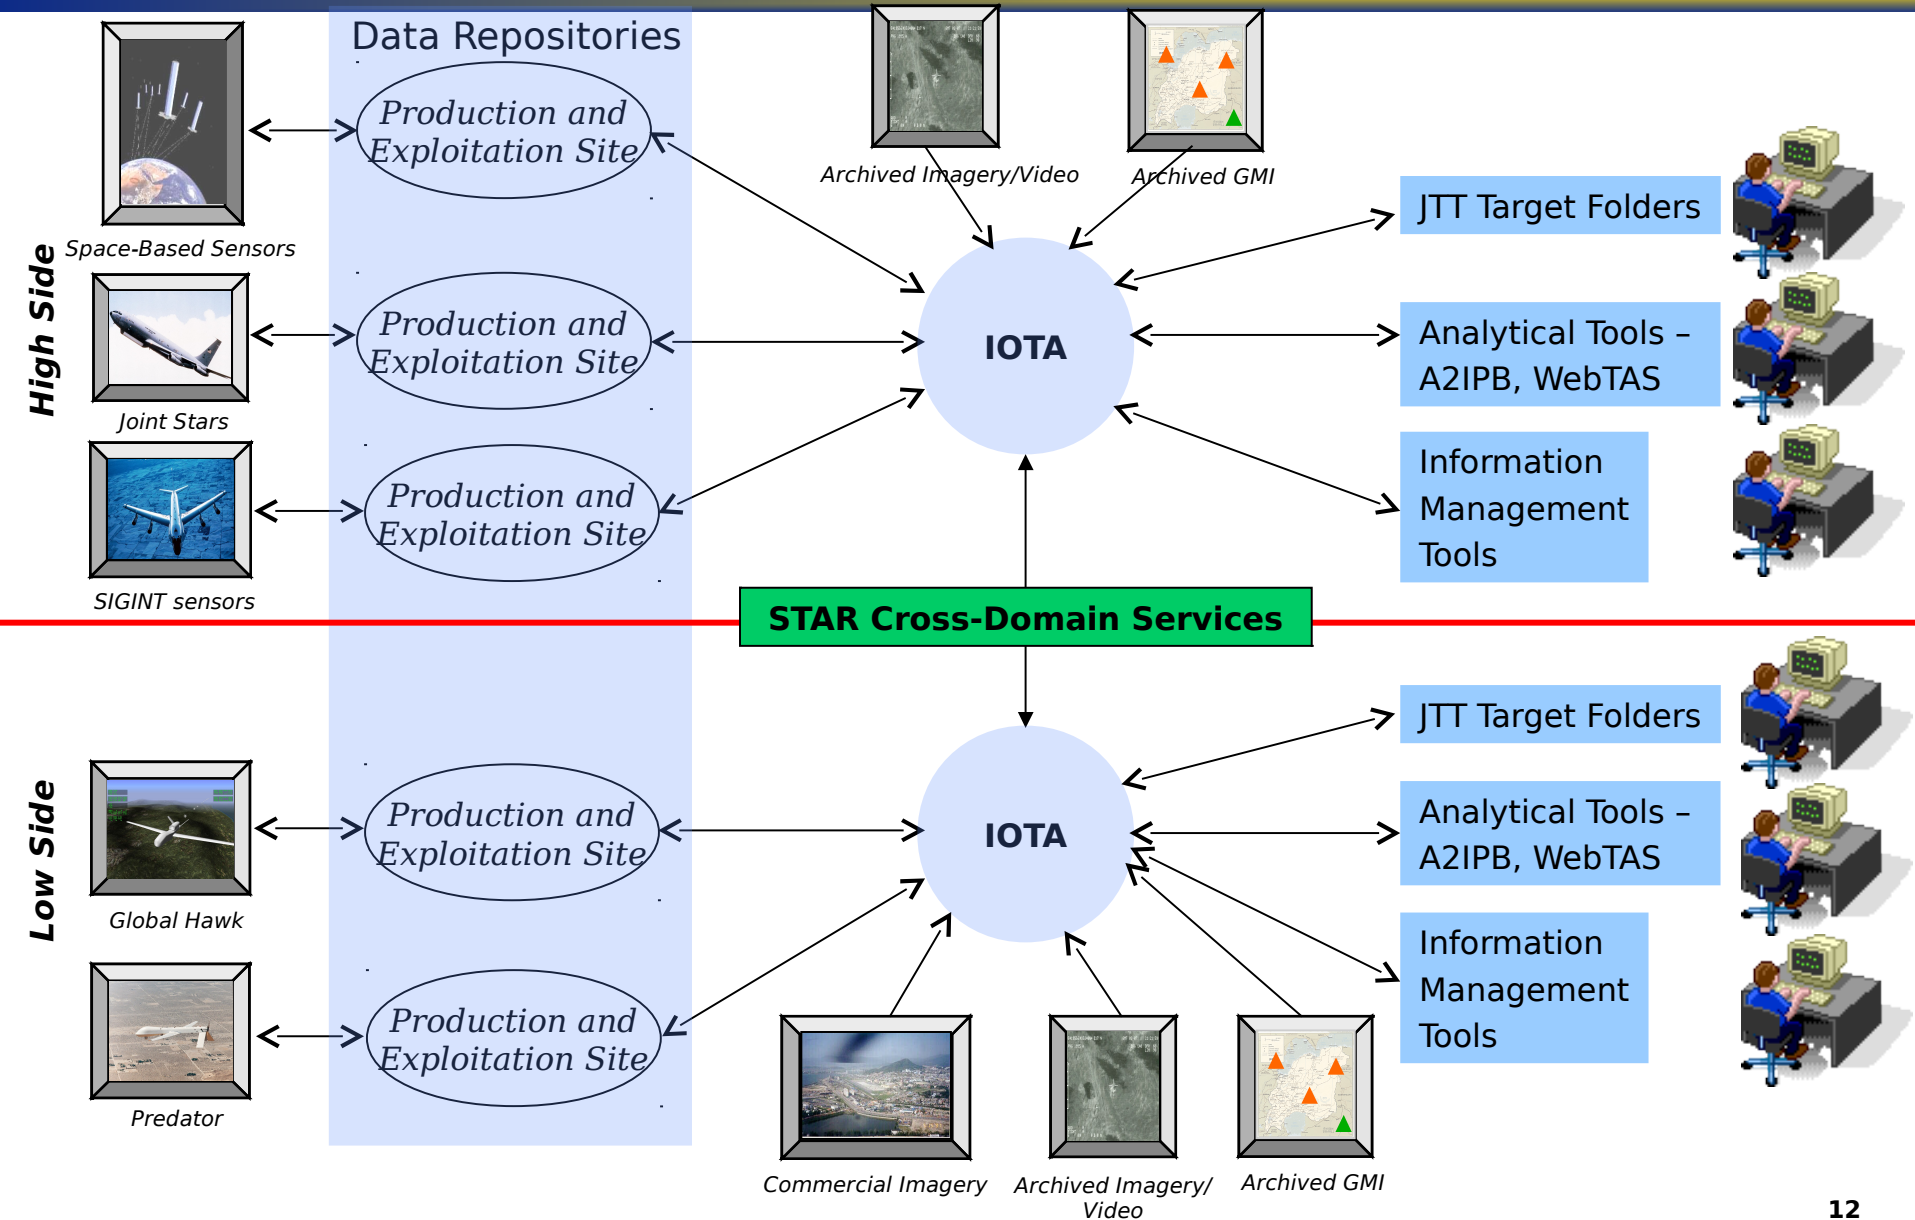 Data Repositories
Production and
Exploitation Site
Archived Imagery/Video
Archived GMI
JTT Target Folders
Space-Based Sensors
High Side
Production and
Exploitation Site
IOTA
Analytical Tools –
A2IPB, WebTAS
Joint Stars
Production and
Exploitation Site
Information
Management
Tools
SIGINT sensors
STAR Cross-Domain Services
JTT Target Folders
Low Side
Production and
Exploitation Site
IOTA
Analytical Tools –
A2IPB, WebTAS
Global Hawk
Information
Management
Tools
Production and
Exploitation Site
Predator
Commercial Imagery
Archived Imagery/
Video
Archived GMI
12